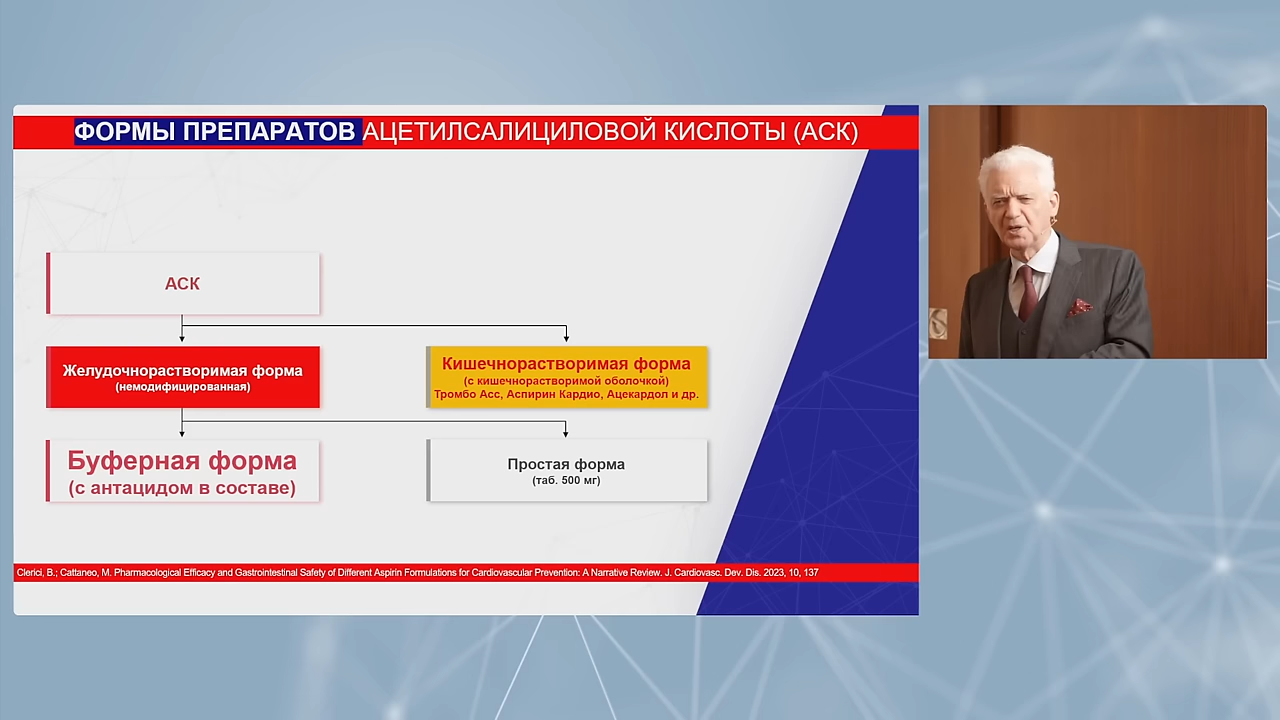 ФОРМЫ ПРЕПАРАТОВ АЦЕТИЛСАЛИЦИЛОВОЙ КИСЛОТЫ (АСК)
АСК
Желудочнорастворимая форма
(немодифицированная)
Кишечнорастворимая форма
(с кишечнорастворимой оболочкой)
Тромбо Асс, Аспирин Кардио, Ацекардол и др.
Буферная форма
(с антацидом в составе)
Простая форма
(таб. 500 мг)
Clerici, B.; Cattaneo, M. Pharmacological Efficacy and Gastrointestinal Safety of Different Aspirin Formulations for Cardiovascular Prevention: A Narrative Review. J. Cardiovasc. Dev. Dis. 2023, 10, 137